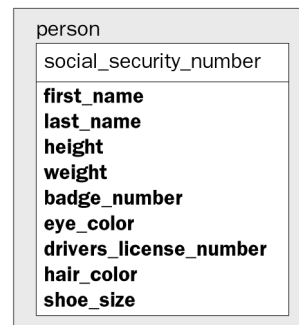 person
social_security_number
first_name
last_name
height
weight
badge_number
eye_color
drivers_license_number
hair_color
shoe_size